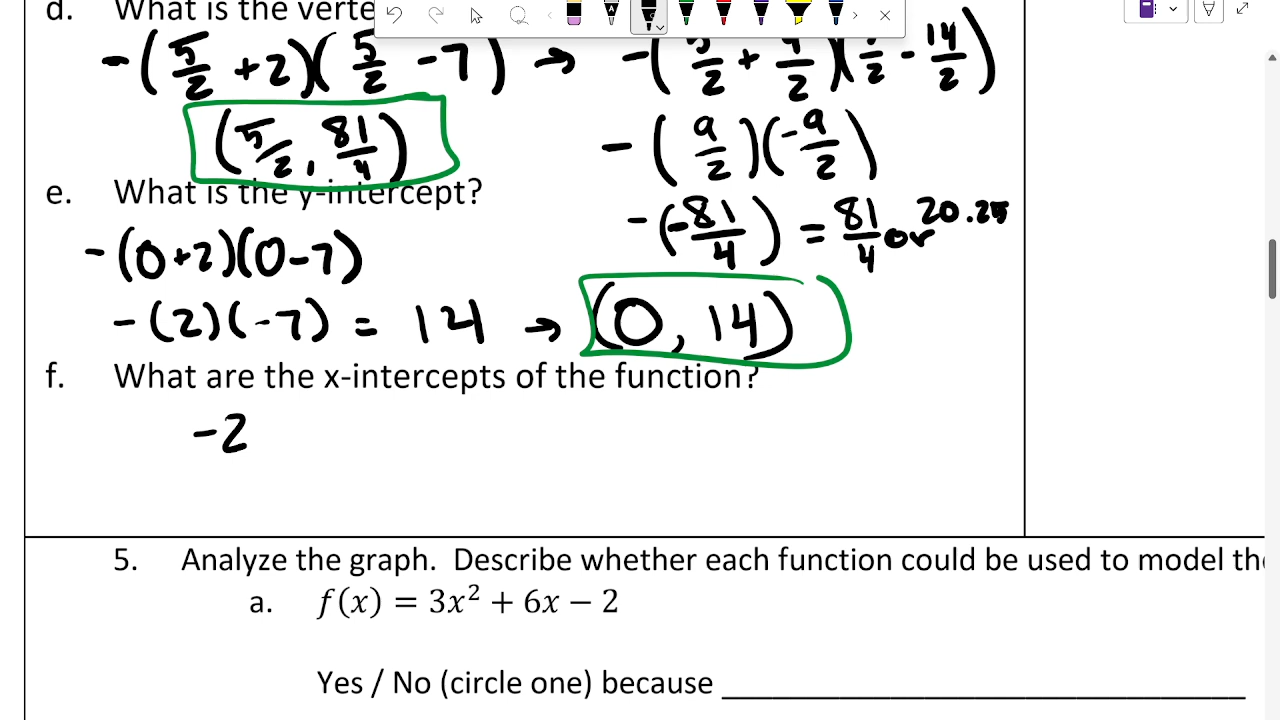 d. What is the verte
-(5/2 +2)(5/2 -7) → -(5/2 + 4/2)(5/2 - 14/2)
(5/2, 81/4)
-(9/2)(-9/2)
e. What is the y-intercept?
-(-81/4) = 81/4 or 20.25
-(0+2)(0-7)
-(2)(-7) = 14 → (0, 14)
f. What are the x-intercepts of the function?
-2
5. Analyze the graph. Describe whether each function could be used to model the
a. f(x) = 3x² + 6x − 2
Yes / No (circle one) because ______________________________